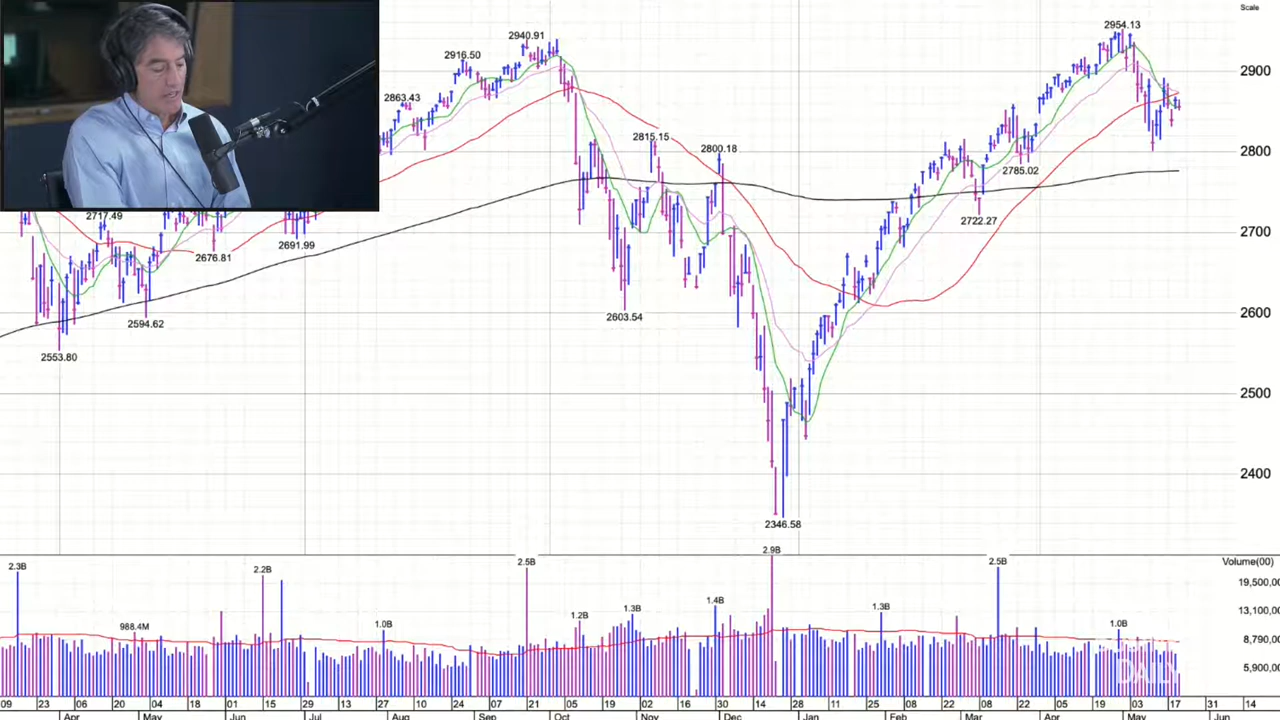 Scale
2954.13
2940.91
2916.50
2900
2863.43
2815.15
2800.18
2800
2785.02
2722.27
2717.49
2700
2691.99
2676.81
2603.54
2600
2594.62
2553.80
2500
2400
2346.58
2.9B
2.3B
2.2B
2.5B
2.5B
Volume(00)
19,500,
13,100,0
1.4B
1.3B
1.3B
1.2B
988.4M
1.0B
1.0B
8,790,00
5,900,00
DAILY
09 23 06 20 04 18 01 15 29 13 27 10 24 07 21 05 19 02 16 30 14 28 11 25 08 22 08 22 05 19 03 17 31 14
Apr May Jun Jul Aug Sep Oct Nov Dec Jan Feb Mar Apr May Jun